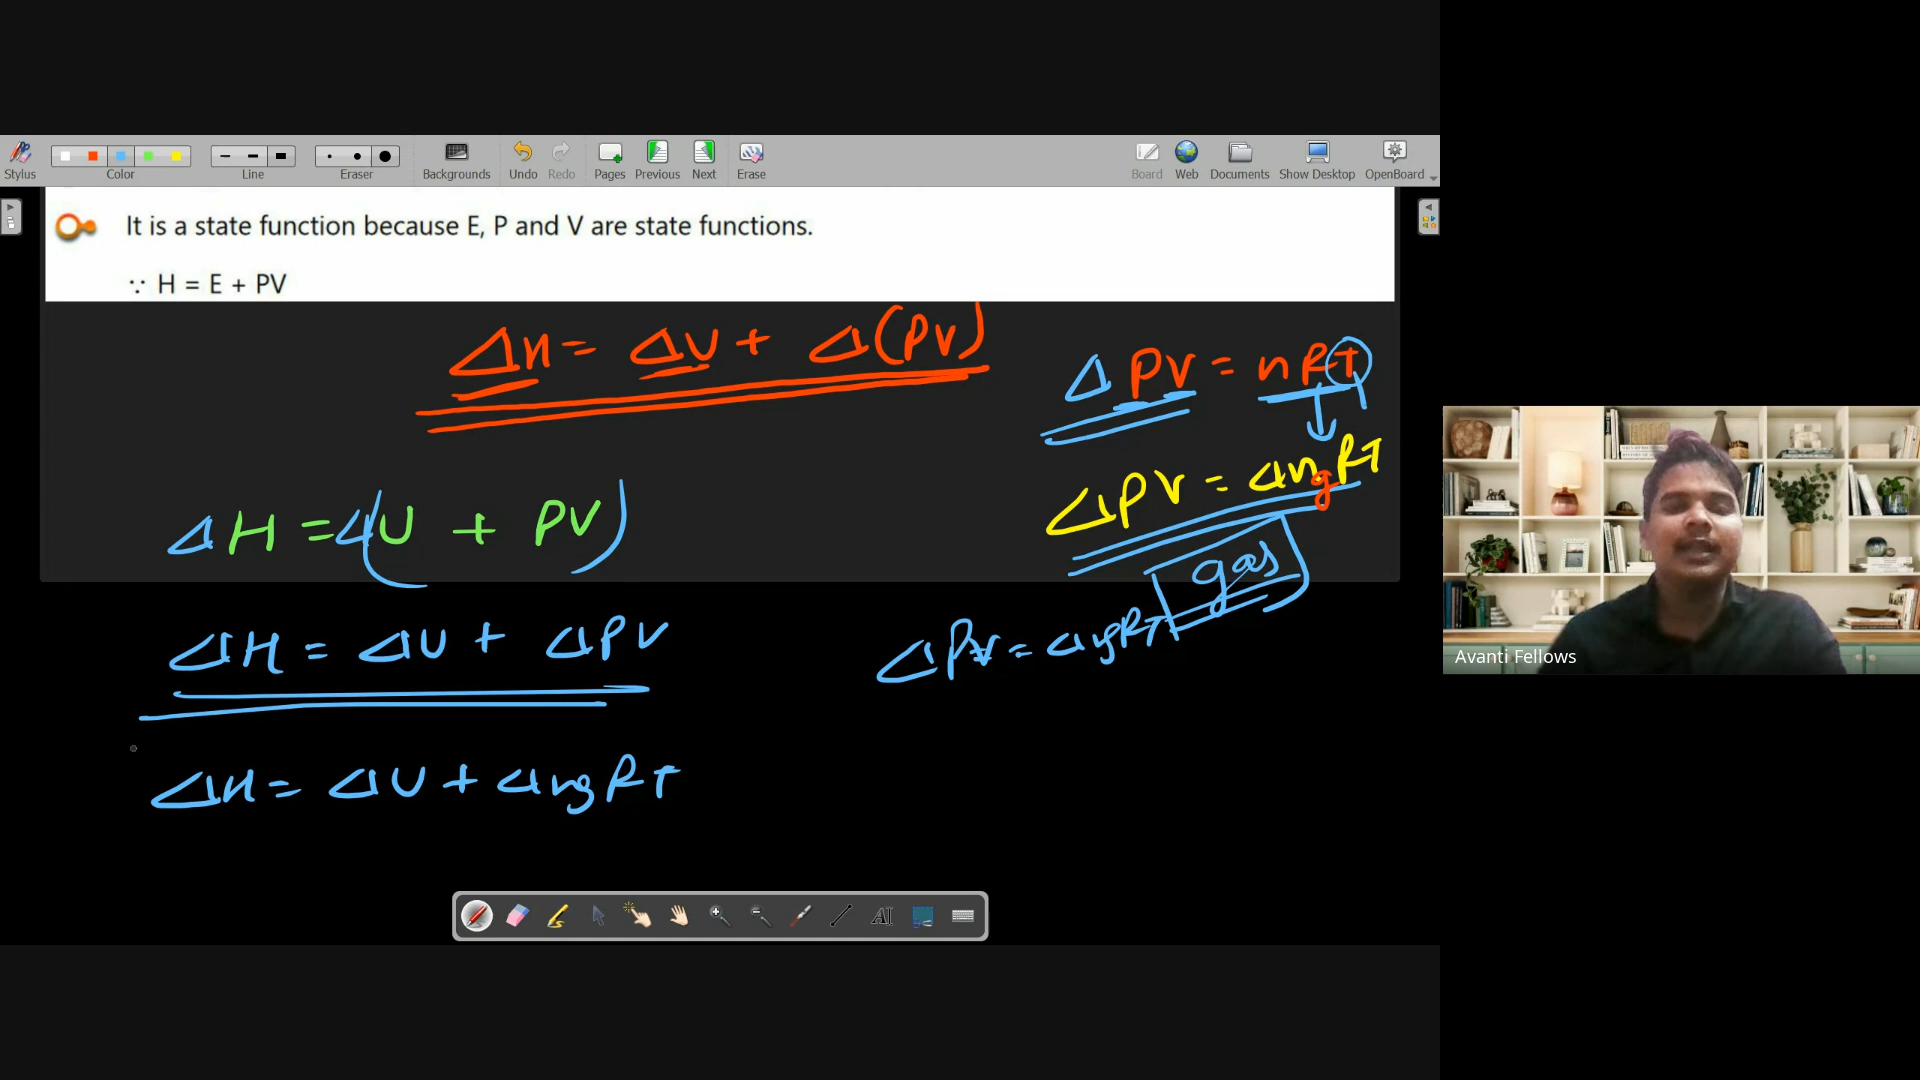 Stylus Color Line Eraser Backgrounds Undo Redo Pages Previous Next Erase Board Web Documents Show Desktop OpenBoard
It is a state function because E, P and V are state functions.
∵ H = E + PV
ΔH = ΔU + Δ(PV)
Δ PV = nRT
ΔPV = ΔngRT
gas
ΔH = Δ(U + PV)
ΔH = ΔU + ΔPV
ΔPV = ΔngRT
ΔH = ΔU + ΔngRT
Avanti Fellows